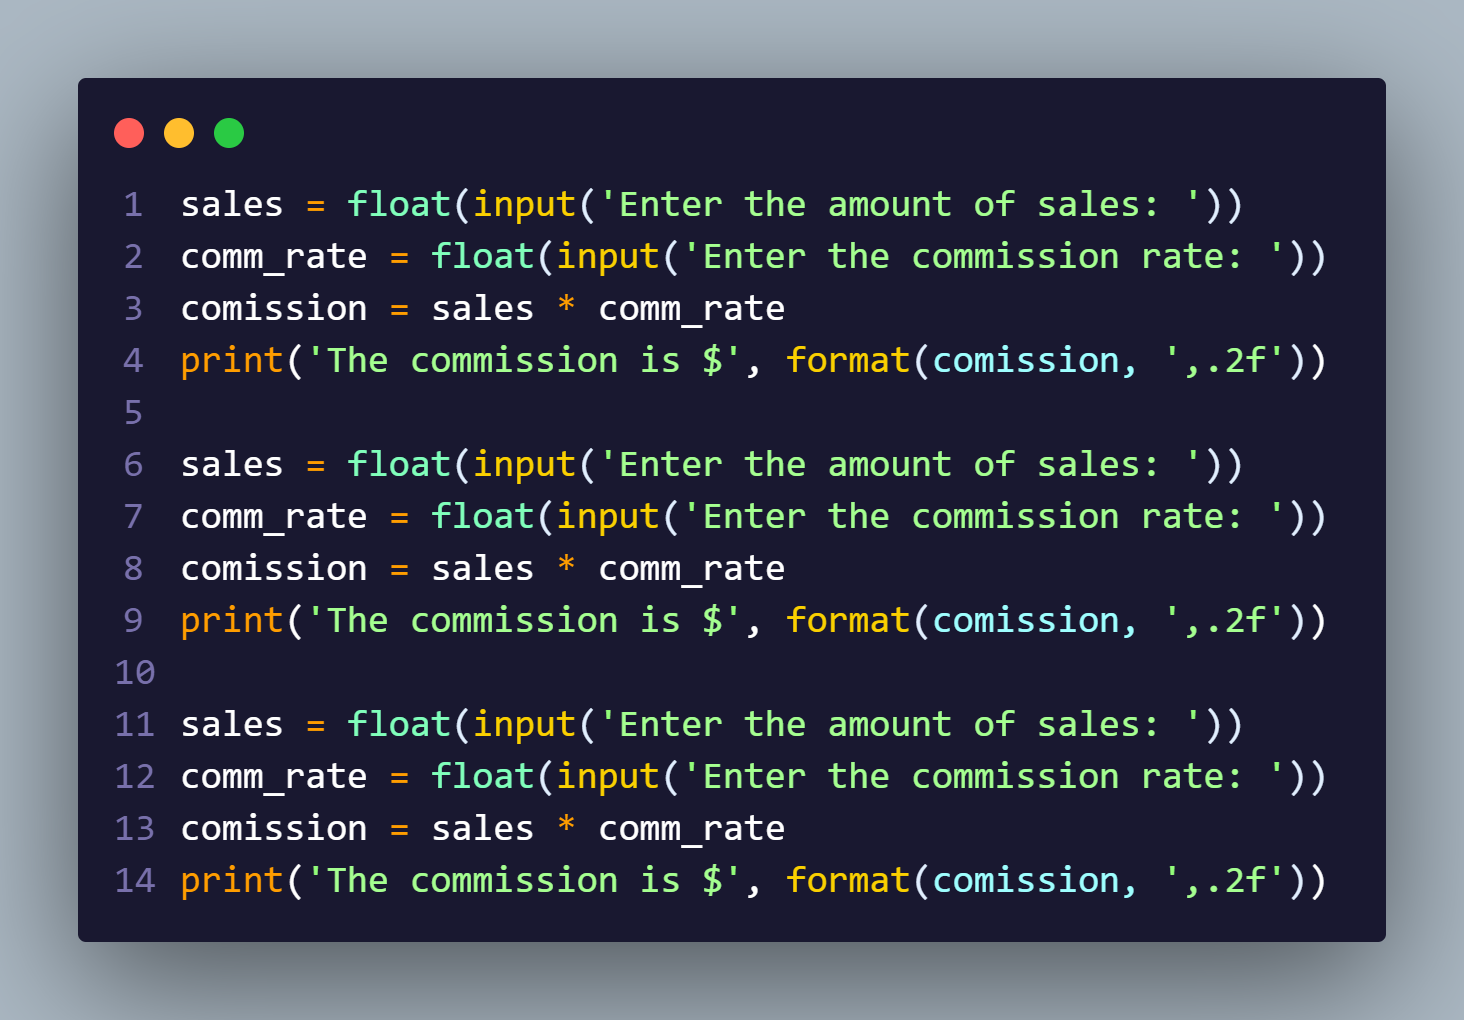 1 sales = float(input('Enter the amount of sales: '))
2 comm_rate = float(input('Enter the commission rate: '))
3 comission = sales * comm_rate
4 print('The commission is $', format(comission, ',.2f'))
5
6 sales = float(input('Enter the amount of sales: '))
7 comm_rate = float(input('Enter the commission rate: '))
8 comission = sales * comm_rate
9 print('The commission is $', format(comission, ',.2f'))
10
11 sales = float(input('Enter the amount of sales: '))
12 comm_rate = float(input('Enter the commission rate: '))
13 comission = sales * comm_rate
14 print('The commission is $', format(comission, ',.2f'))